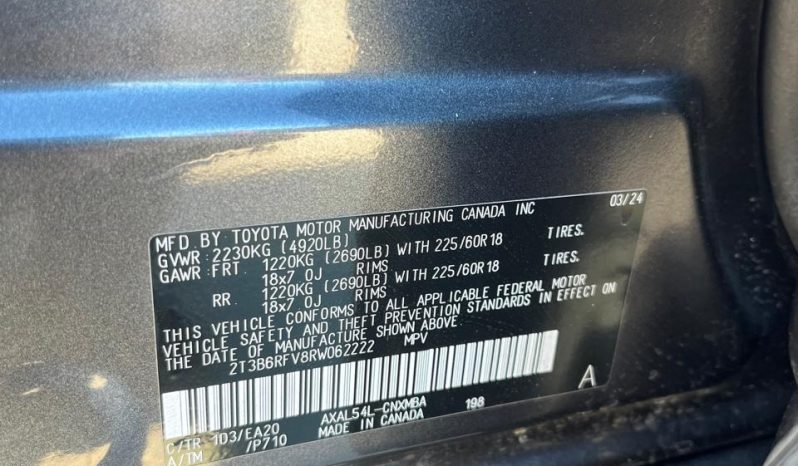 MFD. BY TOYOTA MOTOR MANUFACTURING CANADA INC 03/24
GVWR: 2230KG (4920LB)
GAWR: FRT. 1220KG (2690LB) WITH 225/60R18 TIRES.
18x7.0J RIMS
RR. 1220KG (2690LB) WITH 225/60R18 TIRES.
18x7.0J RIMS
THIS VEHICLE CONFORMS TO ALL APPLICABLE FEDERAL MOTOR
VEHICLE SAFETY AND THEFT PREVENTION STANDARDS IN EFFECT ON
THE DATE OF MANUFACTURE SHOWN ABOVE.
2T3B6RFV8RW062222 MPV
A
C/TR 103/EA20 AXAL54L-CNXMBA 198
A/TM /P710 MADE IN CANADA